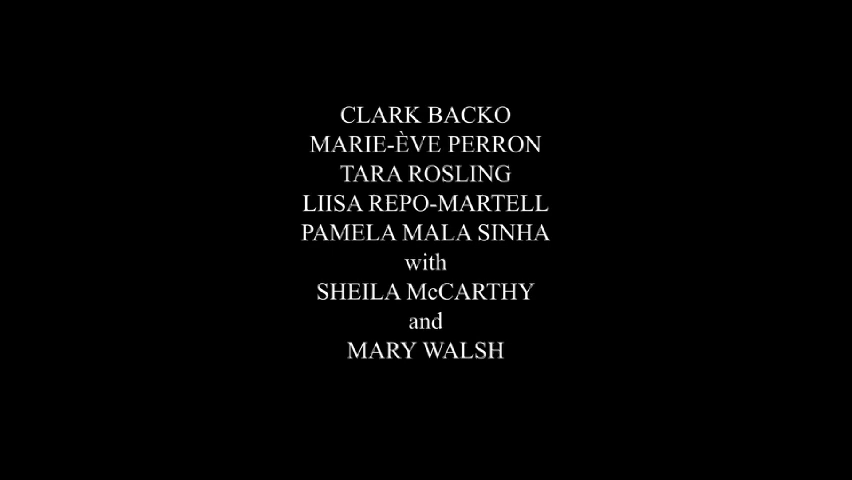 CLARK BACKO
MARIE-ÈVE PERRON
TARA ROSLING
LIISA REPO-MARTELL
PAMELA MALA SINHA
with
SHEILA McCARTHY
and
MARY WALSH